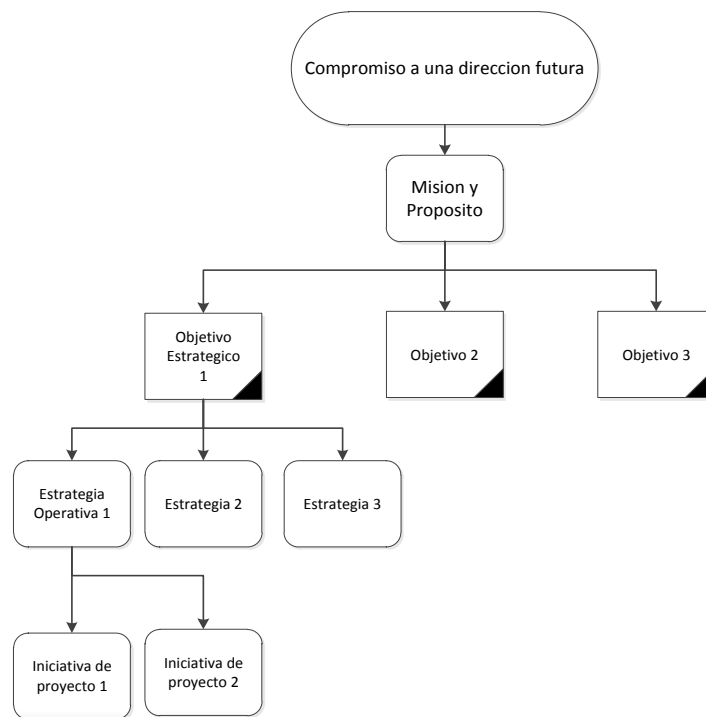 Compromiso a una direccion futura
Mision y
Proposito
Objetivo
Estrategico
1
Objetivo 2
Objetivo 3
Estrategia
Operativa 1
Estrategia 2
Estrategia 3
Iniciativa de
proyecto 1
Iniciativa de
proyecto 2